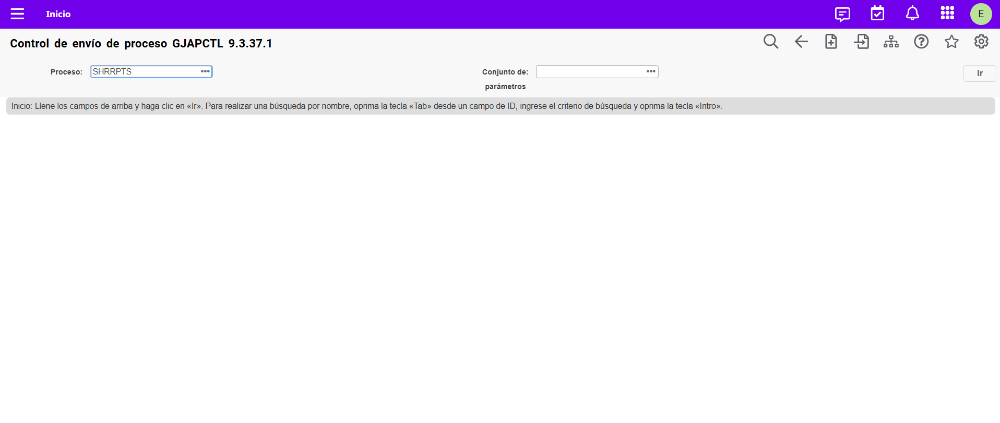 Inicio
E
Control de envío de proceso GJAPCTL 9.3.37.1
Proceso: SHRRPTS
Conjunto de:
parámetros
Ir
Inicio: Llene los campos de arriba y haga clic en «Ir». Para realizar una búsqueda por nombre, oprima la tecla «Tab» desde un campo de ID, ingrese el criterio de búsqueda y oprima la tecla «Intro».